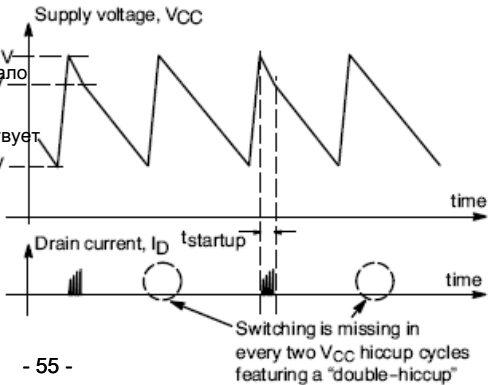 Supply voltage, VCC
V
ало
V
твует
V
time
Drain current, ID
tstartup
time
Switching is missing in
every two VCC hiccup cycles
featuring a "double-hiccup"
- 55 -